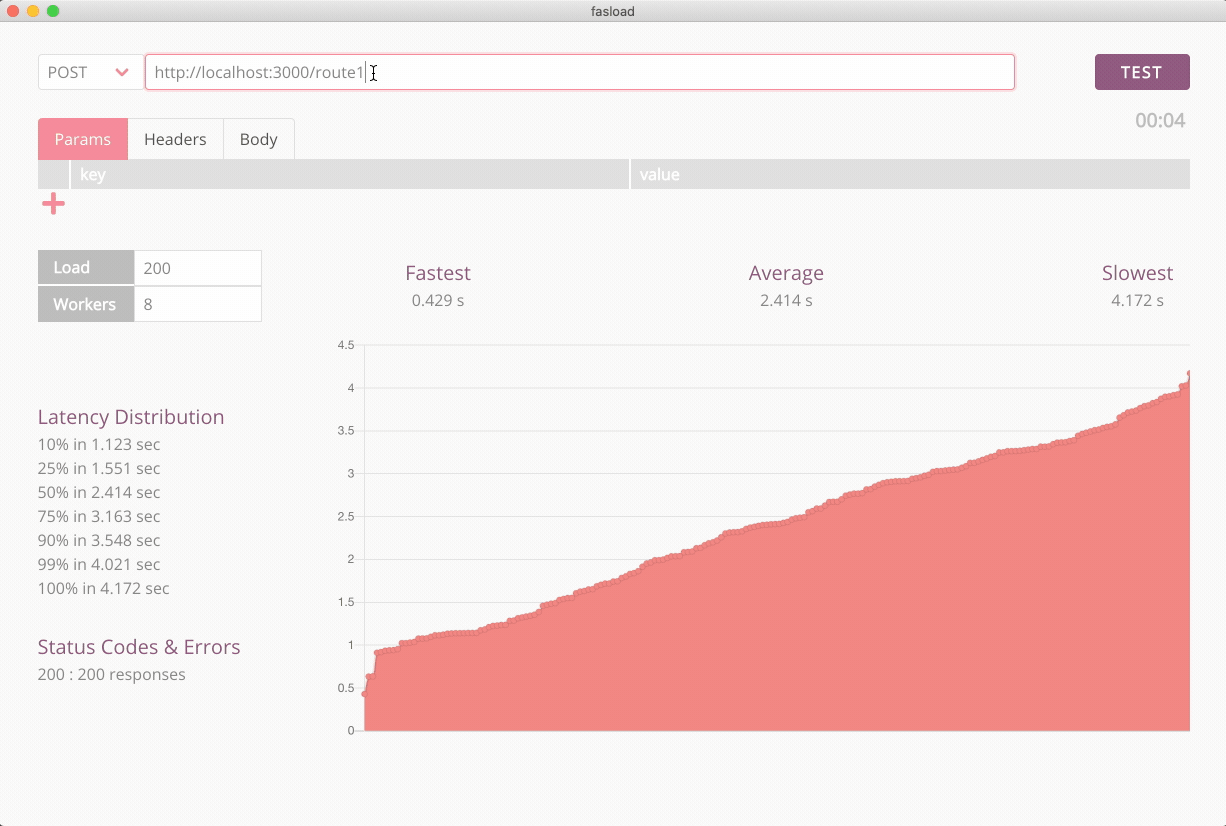 fasload
POST
http://localhost:3000/route1
TEST
00:04
Params Headers Body
key value
Load 200
Workers 8
Fastest
0.429 s
Average
2.414 s
Slowest
4.172 s
Latency Distribution
10% in 1.123 sec
25% in 1.551 sec
50% in 2.414 sec
75% in 3.163 sec
90% in 3.548 sec
99% in 4.021 sec
100% in 4.172 sec
Status Codes & Errors
200 : 200 responses
4.5
4
3.5
3
2.5
2
1.5
1
0.5
0